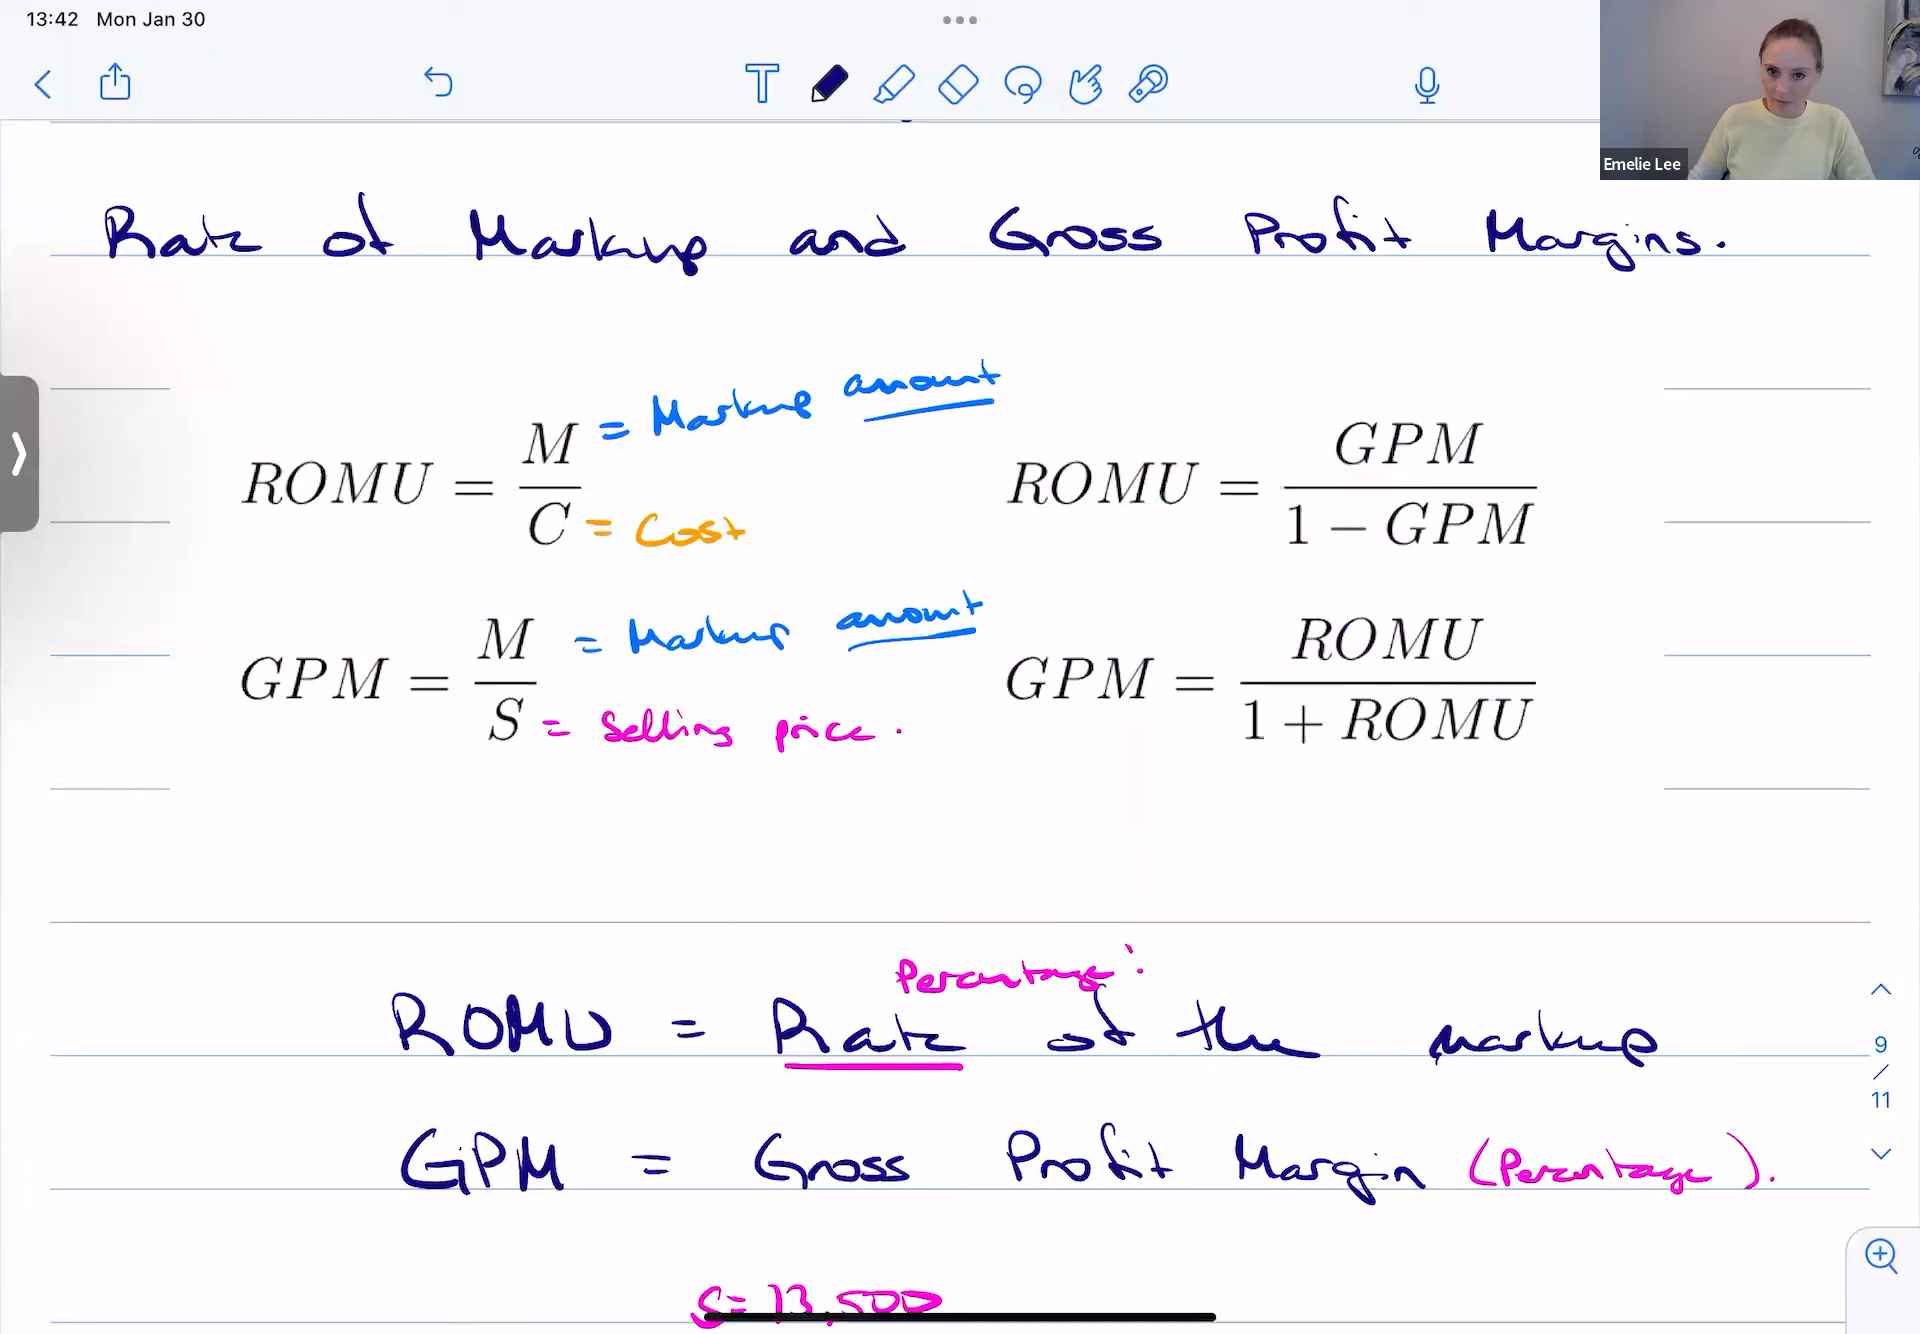 13:42 Mon Jan 30
Emelie Lee
Rate of Markup and Gross Profit Margins.
ROMU = M/C
= Markup amount
= Cost
ROMU = GPM/(1 − GPM)
GPM = M/S
= Markup amount
= Selling price.
GPM = ROMU/(1 + ROMU)
Percentage:
ROMU = Rate of the markup
GPM = Gross Profit Margin (Percentage).
S= 13,500
9
/
11